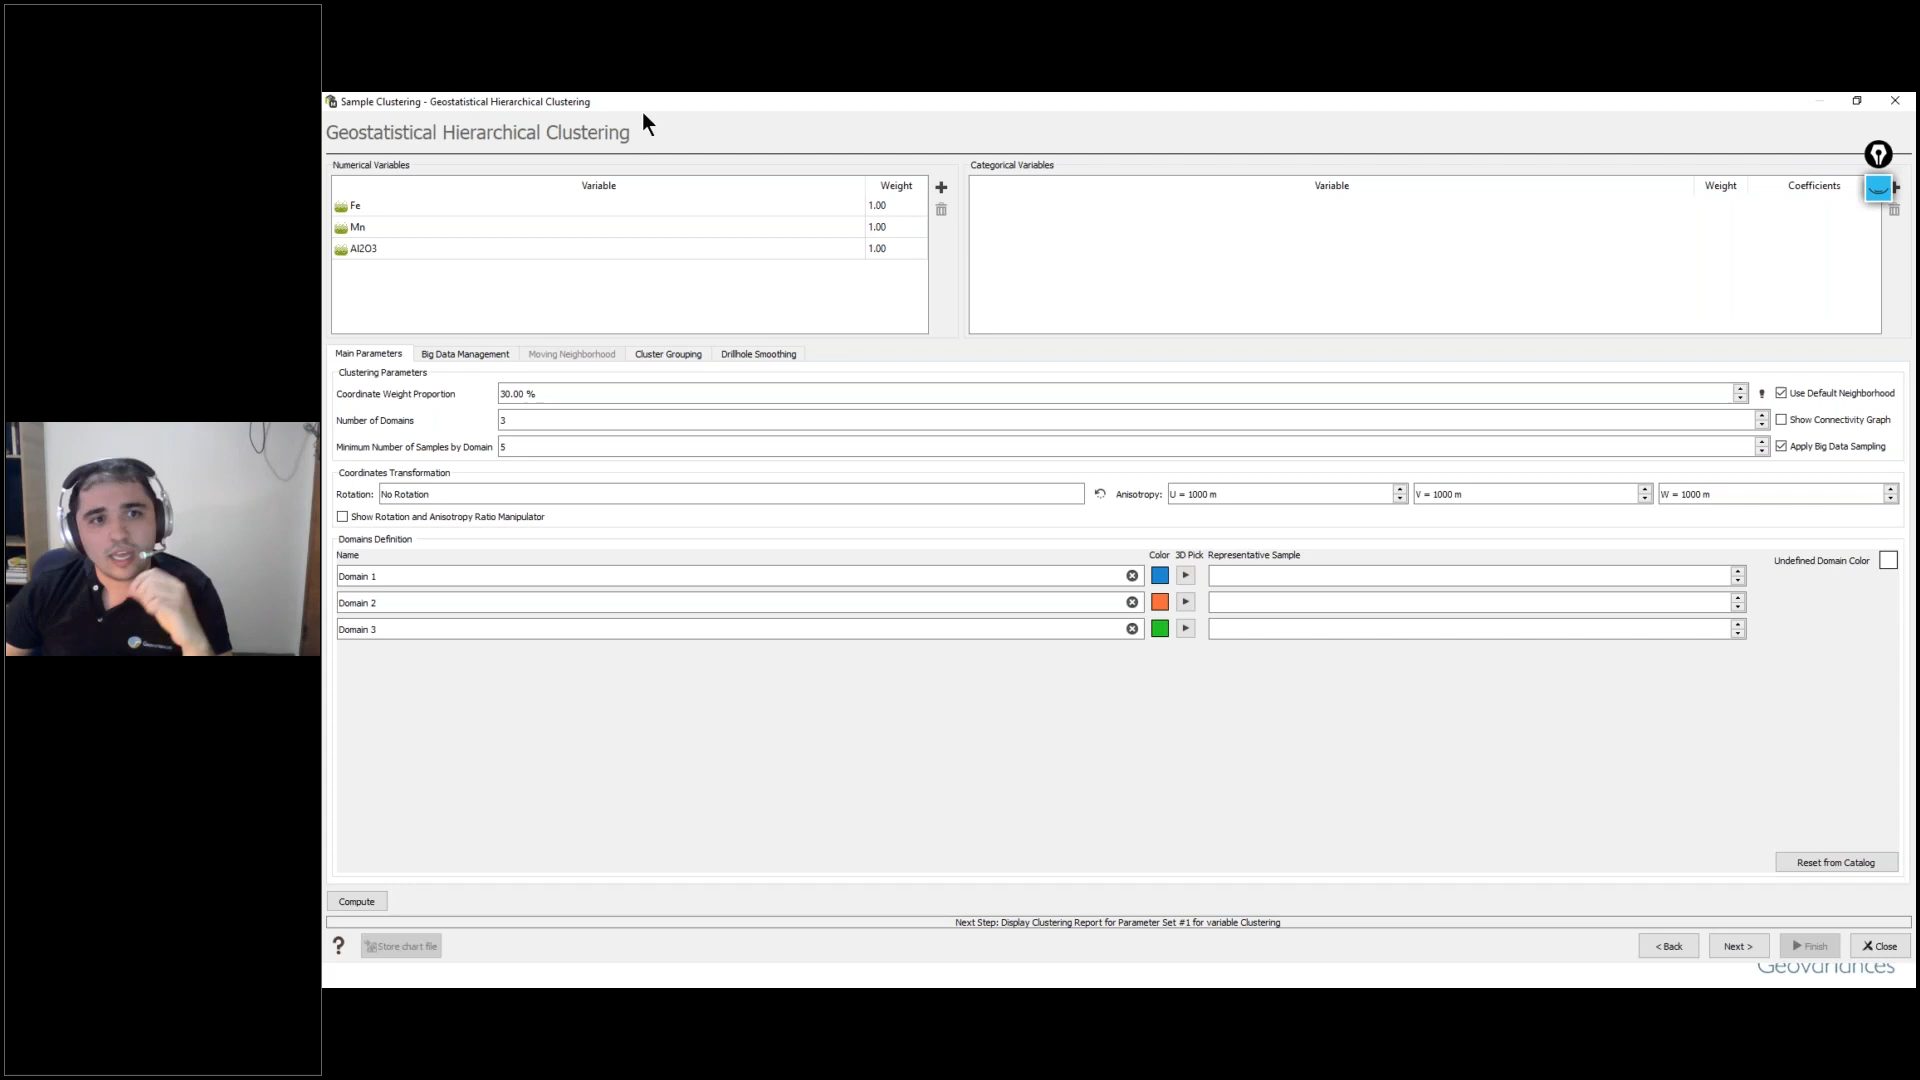 Sample Clustering - Geostatistical Hierarchical Clustering
Geostatistical Hierarchical Clustering
Numerical Variables
Categorical Variables
Variable Weight
Variable Weight Coefficients
Fe 1.00
Mn 1.00
Al2O3 1.00
Main Parameters Big Data Management Moving Neighborhood Cluster Grouping Drillhole Smoothing
Clustering Parameters
Coordinate Weight Proportion 30.00 % Use Default Neighborhood
Number of Domains 3 Show Connectivity Graph
Minimum Number of Samples by Domain 5 Apply Big Data Sampling
Coordinates Transformation
Rotation: No Rotation Anisotropy: U = 1000 m V = 1000 m W = 1000 m
Show Rotation and Anisotropy Ratio Manipulator
Domains Definition
Name Color 3D Pick Representative Sample Undefined Domain Color
Domain 1
Domain 2
Domain 3
Reset from Catalog
Compute
Next Step: Display Clustering Report for Parameter Set #1 for variable Clustering
? Store chart file < Back Next > Finish Close
Geovariances